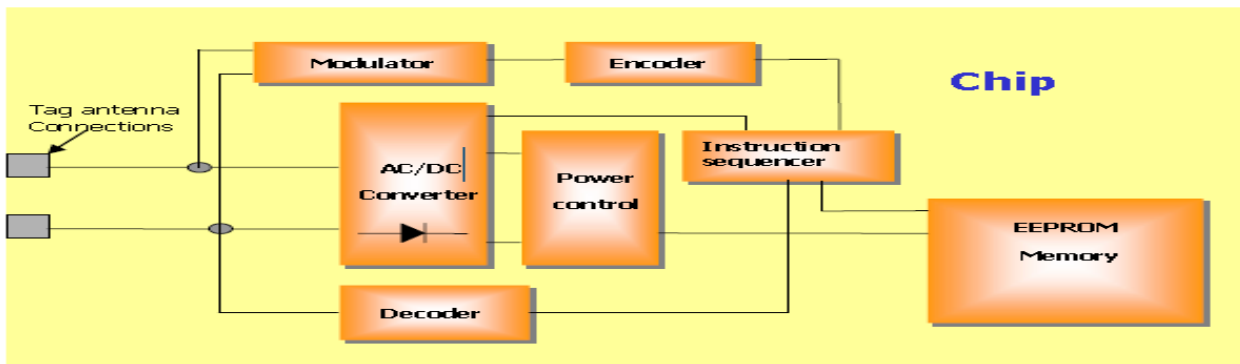 Modulator
Encoder
Chip
Tag antenna
Connections
AC/DC
Converter
Power
control
Instruction
sequencer
EEPROM
Memory
Decoder